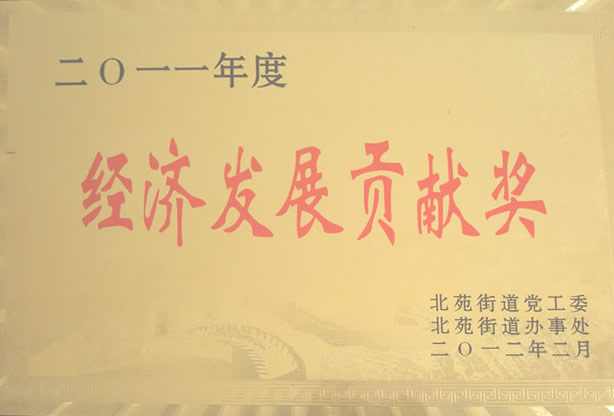 二〇一一年度
经济发展贡献奖
北苑街道党工委
北苑街道办事处
二〇一二年二月